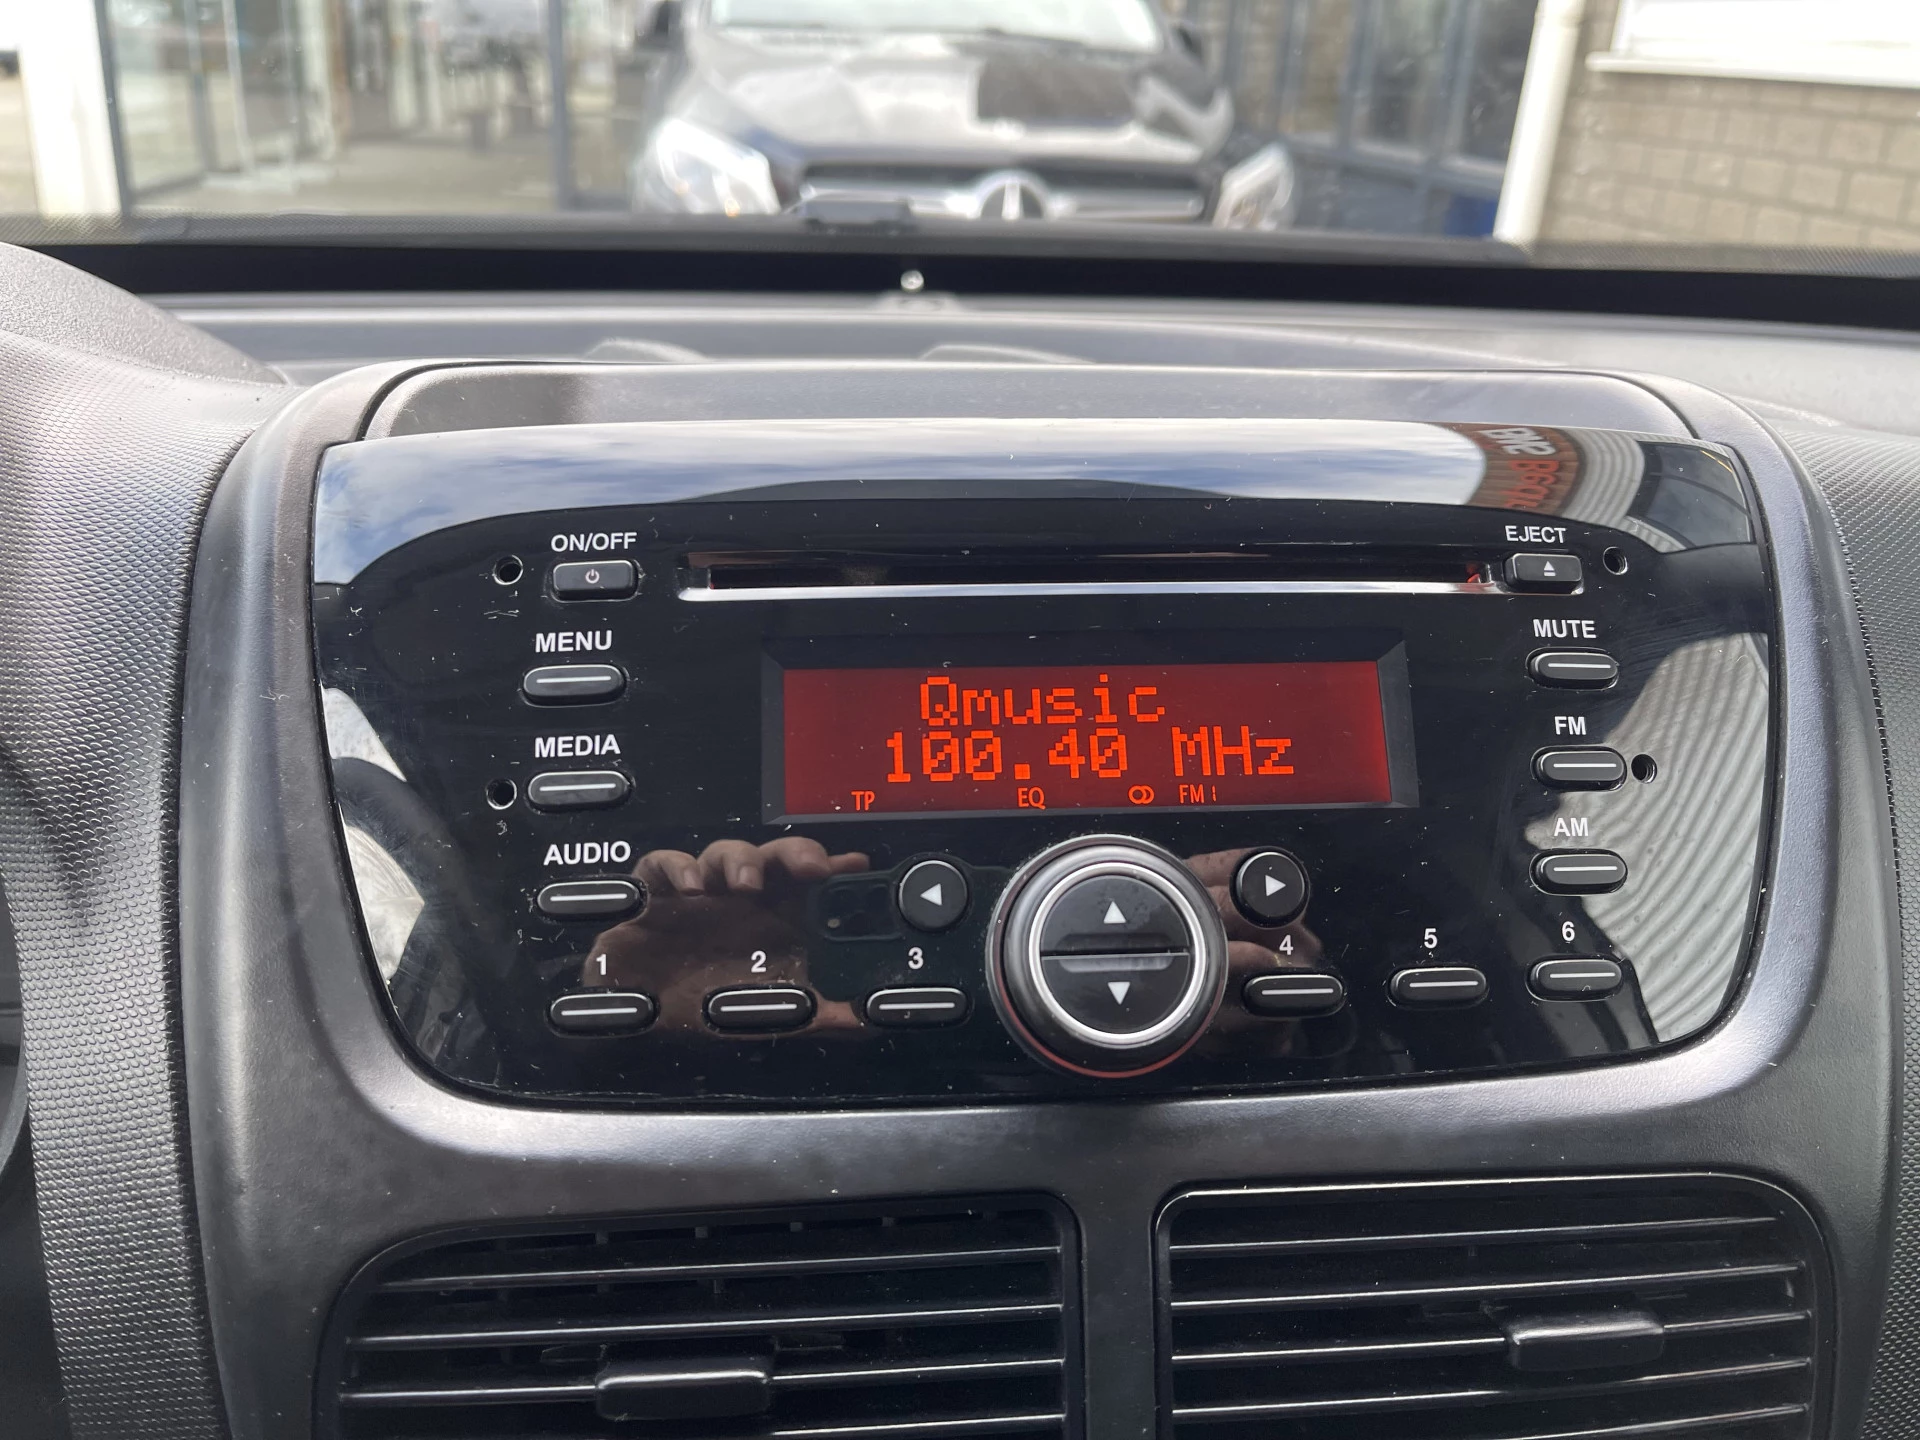 ON/OFF
EJECT
MENU
MUTE
Qmusic
100.40 MHz
TP EQ FM1
MEDIA
FM
AUDIO
AM
1
2
3
4
5
6